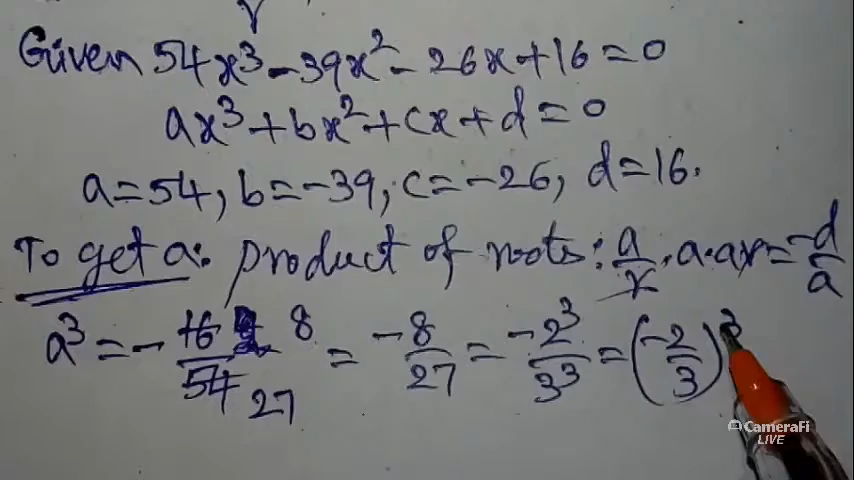 Given 54x³ - 39x² - 26x + 16 = 0
ax³ + bx² + cx + d = 0
a = 54, b = -39, c = -26, d = 16.
To get a: product of roots: a/r . a . ar = -d/a
a³ = - 16/54 8/27 = -8/27 = -2³/3³ = (-2/3)³
CameraFi
LIVE